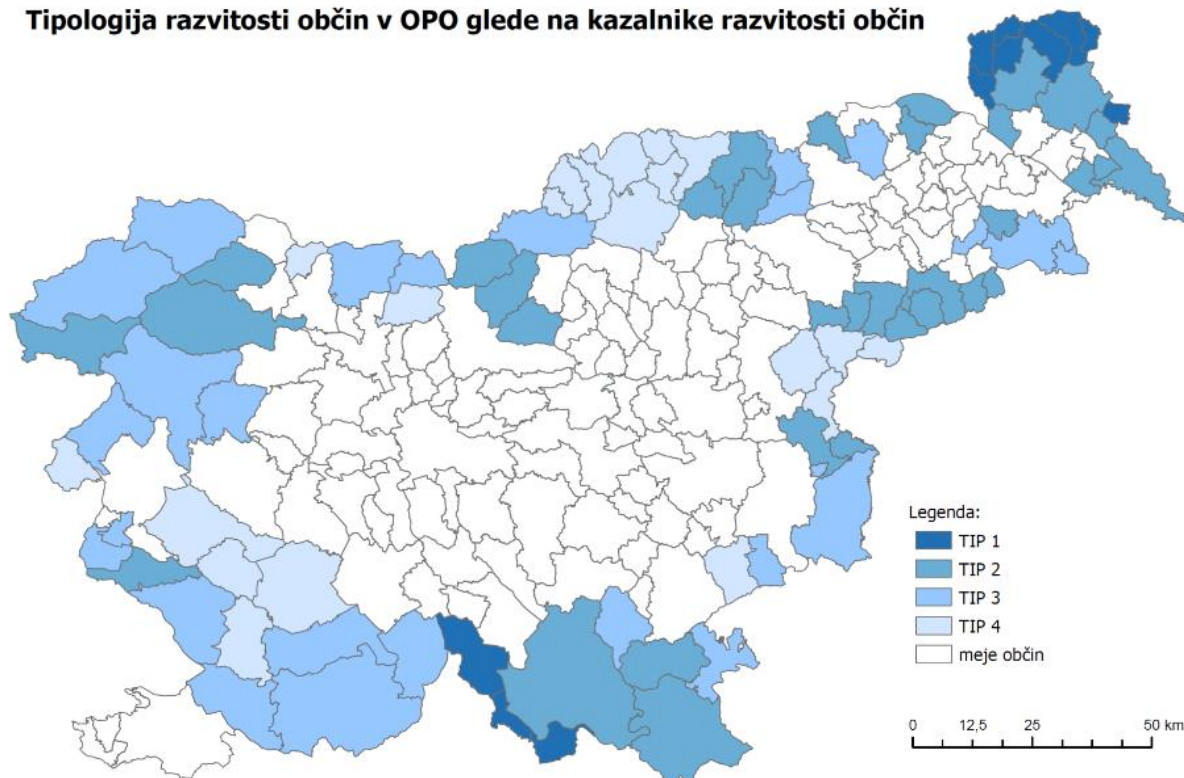 Tipologija razvitosti občin v OPO glede na kazalnike razvitosti občin
Legenda:
TIP 1
TIP 2
TIP 3
TIP 4
meje občin
0 12,5 25 50 km